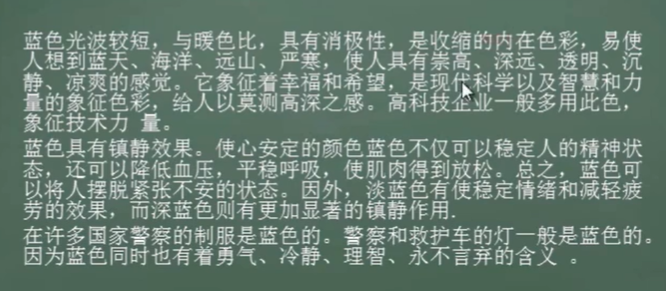 蓝色光波较短，与暖色比，具有消极性，是收缩的内在色彩，易使
人想到蓝天、海洋、远山、严寒，使人具有崇高、深远、透明、沉
静、凉爽的感觉。它象征着幸福和希望，是现代科学以及智慧和力
量的象征色彩，给人以莫测高深之感。高科技企业一般多用此色，
象征技术力 量。
蓝色具有镇静效果。使心安定的颜色蓝色不仅可以稳定人的精神状
态，还可以降低血压，平稳呼吸，使肌肉得到放松。总之，蓝色可
以将人摆脱紧张不安的状态。因外，淡蓝色有使稳定情绪和减轻疲
劳的效果，而深蓝色则有更加显著的镇静作用.
在许多国家警察的制服是蓝色的。警察和救护车的灯一般是蓝色的。
因为蓝色同时也有着勇气、冷静、理智、永不言弃的含义 。